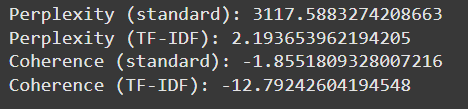 Perplexity (standard): 3117.5883274208663
Perplexity (TF-IDF): 2.193653962194205
Coherence (standard): -1.8551809328007216
Coherence (TF-IDF): -12.79242604194548